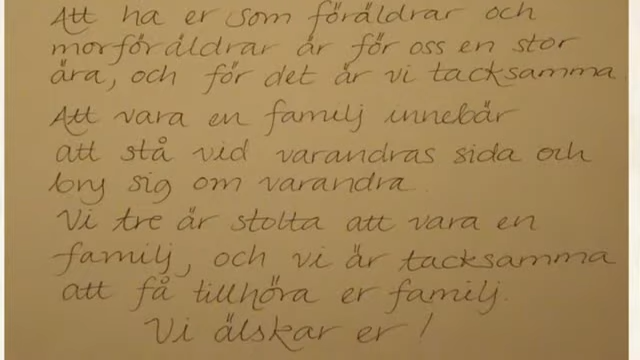 Att ha er som föräldrar och
morföräldrar är för oss en stor
ära, och för det är vi tacksamma.
Att vara en familj innebär
att stå vid varandras sida och
bry sig om varandra.
Vi tre är stolta att vara en
familj, och vi är tacksamma
att få tillhöra er familj.
Vi älskar er!